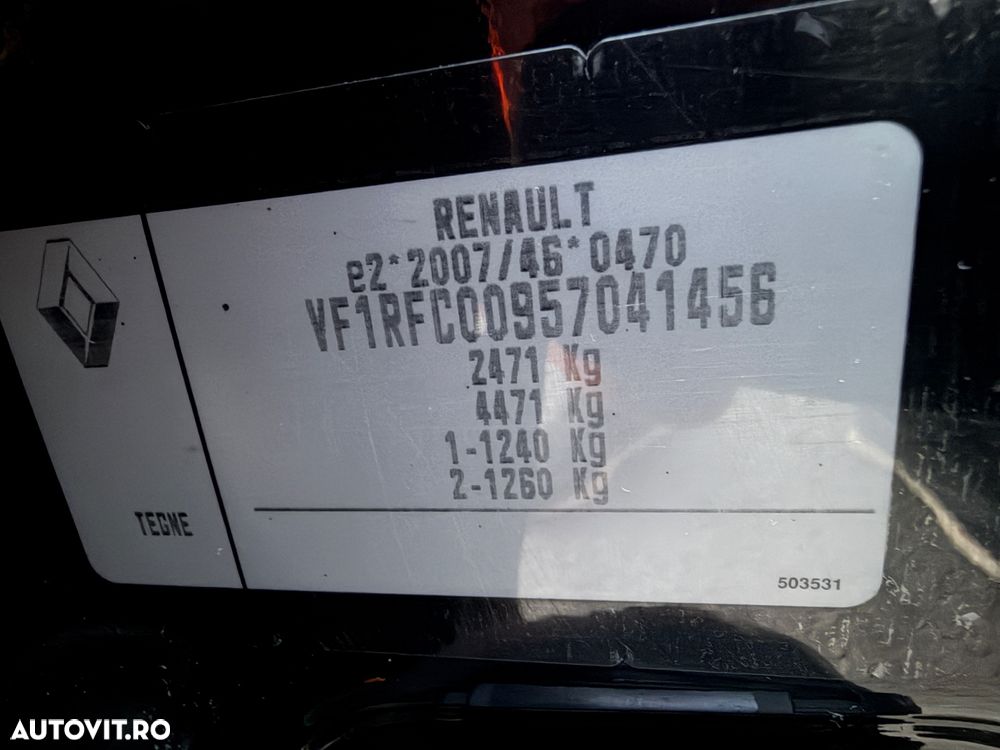 RENAULT
e2*2007/46*0470
VF1RFC00957041456
2471 Kg
4471 Kg
1-1240 Kg
2-1260 Kg
TEGNE
503531
AUTOVIT.RO